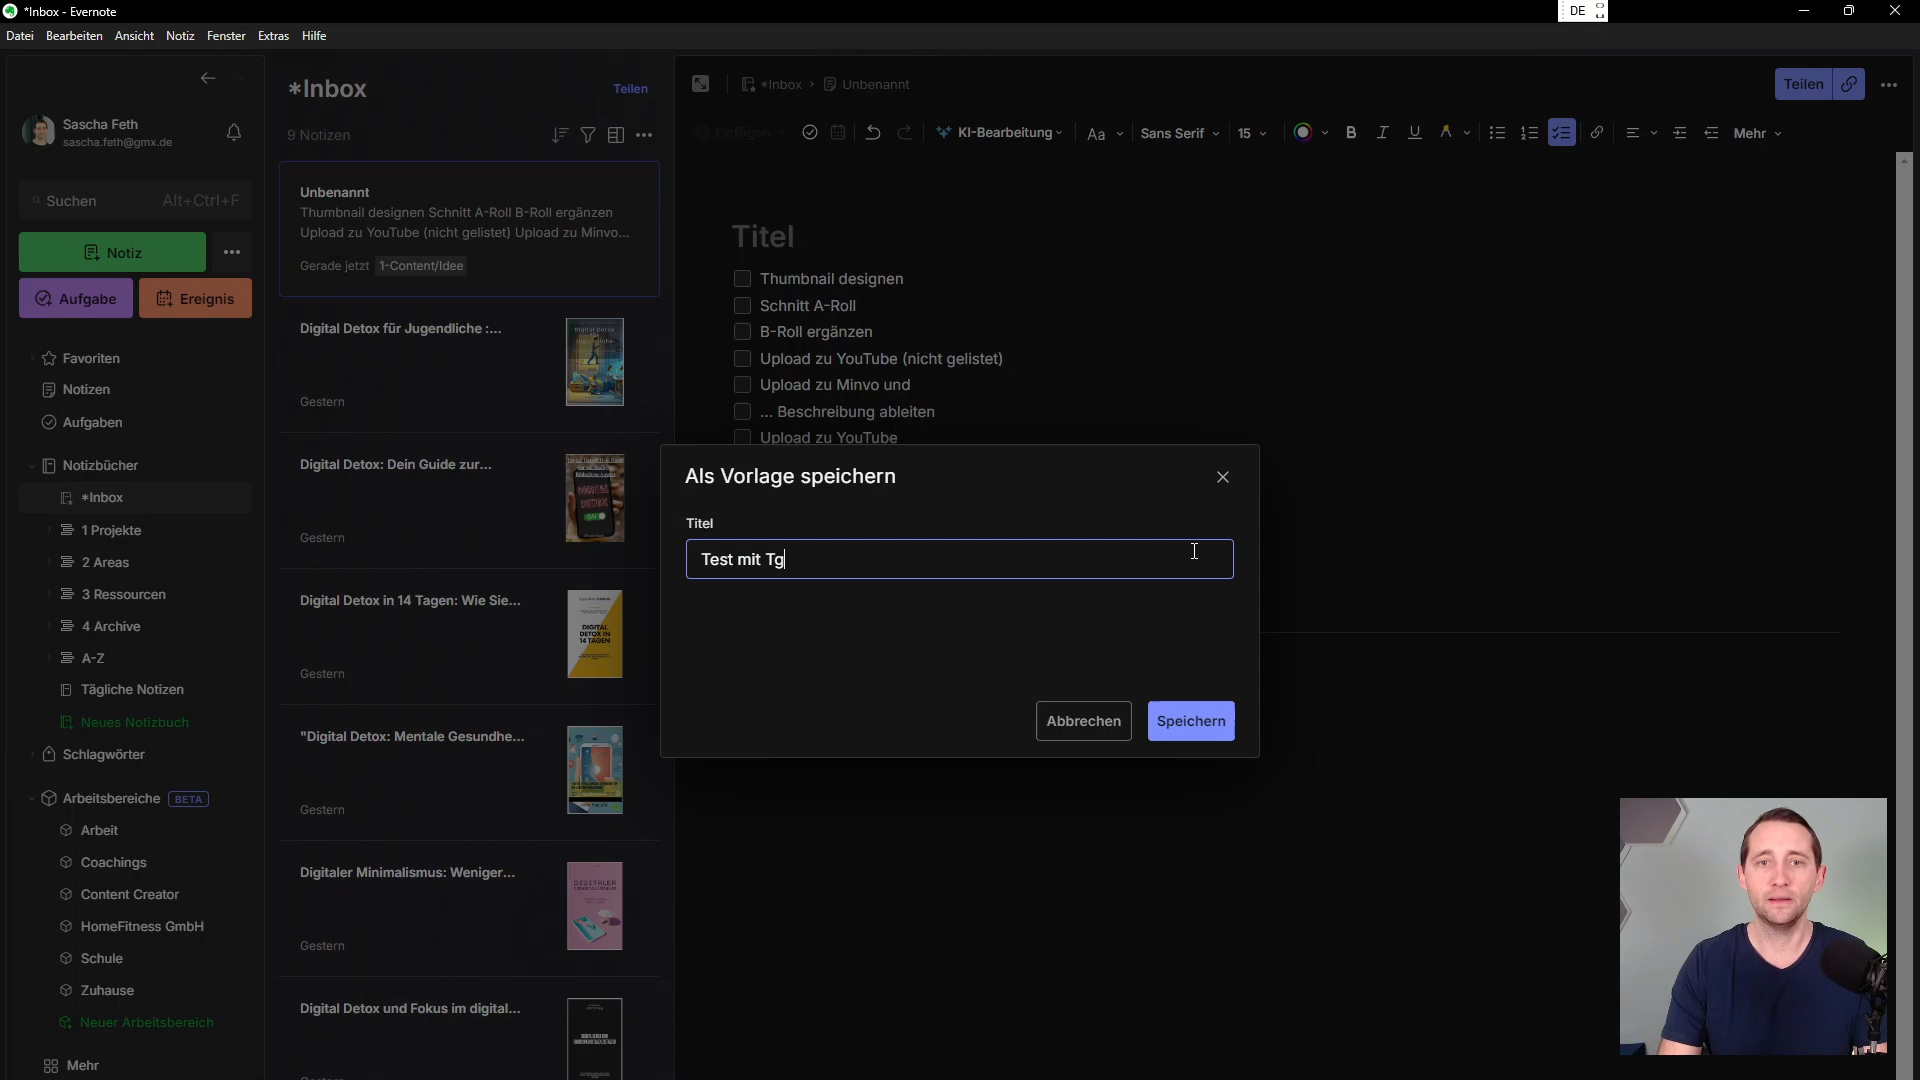 *Inbox - Evernote
DE
Datei Bearbeiten Ansicht Notiz Fenster Extras Hilfe
Sascha Feth
sascha.feth@gmx.de
Suchen Alt+Ctrl+F
Notiz
Aufgabe
Ereignis
Favoriten
Notizen
Aufgaben
Notizbücher
*Inbox
1 Projekte
2 Areas
3 Ressourcen
4 Archive
A-Z
Tägliche Notizen
Neues Notizbuch
Schlagwörter
Arbeitsbereiche BETA
Arbeit
Coachings
Content Creator
HomeFitness GmbH
Schule
Zuhause
Neuer Arbeitsbereich
Mehr
*Inbox
Teilen
9 Notizen
Unbenannt
Thumbnail designen Schnitt A-Roll B-Roll ergänzen
Upload zu YouTube (nicht gelistet) Upload zu Minvo...
Gerade jetzt 1-Content/Idee
Digital Detox für Jugendliche :...
Gestern
Digital Detox: Dein Guide zur...
Gestern
Digital Detox in 14 Tagen: Wie Sie...
DIGITAL
DETOX IN
14 TAGEN
Gestern
"Digital Detox: Mentale Gesundhe...
Gestern
Digitaler Minimalismus: Weniger...
DIGITALER
Gestern
Digital Detox und Fokus im digital...
*Inbox › Unbenannt
Teilen
Einfügen KI-Bearbeitung Aa Sans Serif 15 B I U A Mehr
Titel
Thumbnail designen
Schnitt A-Roll
B-Roll ergänzen
Upload zu YouTube (nicht gelistet)
Upload zu Minvo und
... Beschreibung ableiten
Upload zu YouTube
Als Vorlage speichern
Titel
Test mit Tg
Abbrechen
Speichern